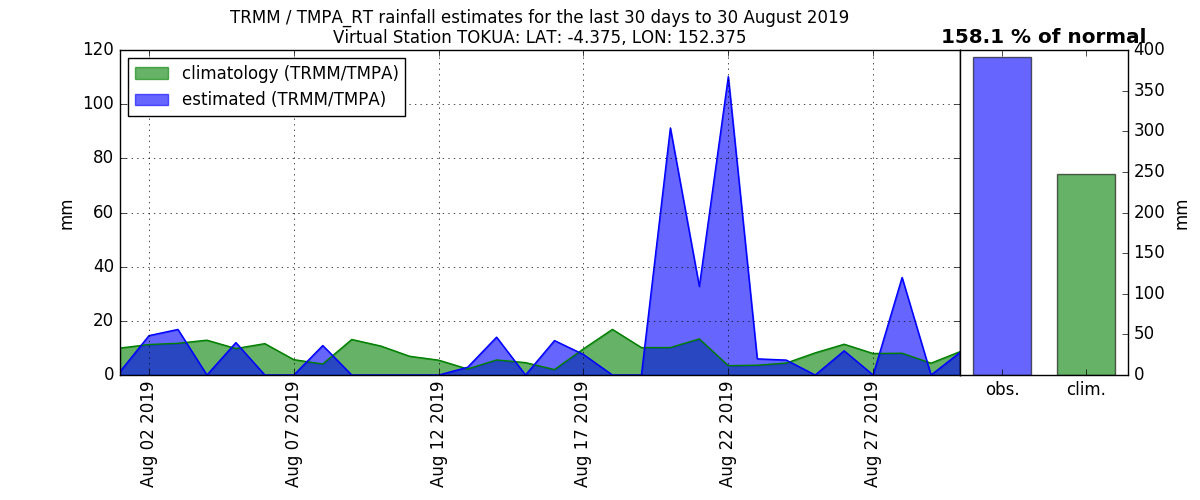 TRMM / TMPA_RT rainfall estimates for the last 30 days to 30 August 2019
Virtual Station TOKUA: LAT: -4.375, LON: 152.375
158.1 % of normal
climatology (TRMM/TMPA)
estimated (TRMM/TMPA)
120
100
80
60
40
20
0
mm
Aug 02 2019
Aug 07 2019
Aug 12 2019
Aug 17 2019
Aug 22 2019
Aug 27 2019
400
350
300
250
200
150
100
50
0
mm
obs.
clim.